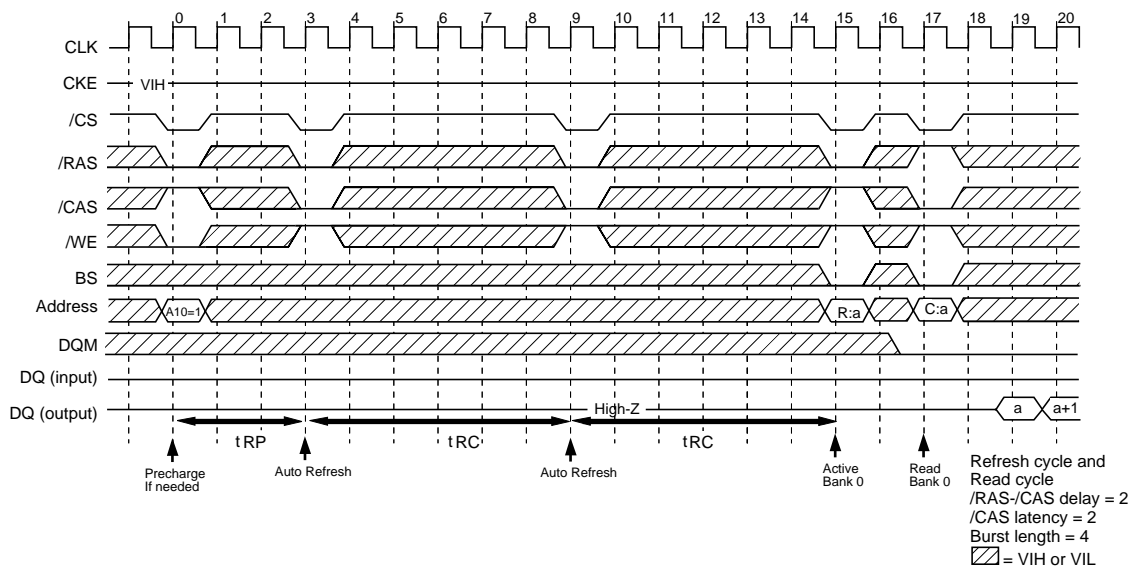 0 1 2 3 4 5 6 7 8 9 10 11 12 13 14 15 16 17 18 19 20
CLK
CKE
VIH
/CS
/RAS
/CAS
/WE
BS
Address
A10=1
R:a
C:a
DQM
DQ (input)
DQ (output)
High-Z
a
a+1
tRP
tRC
tRC
Precharge
If needed
Auto Refresh
Auto Refresh
Active
Bank 0
Read
Bank 0
Refresh cycle and
Read cycle
/RAS-/CAS delay = 2
/CAS latency = 2
Burst length = 4
= VIH or VIL